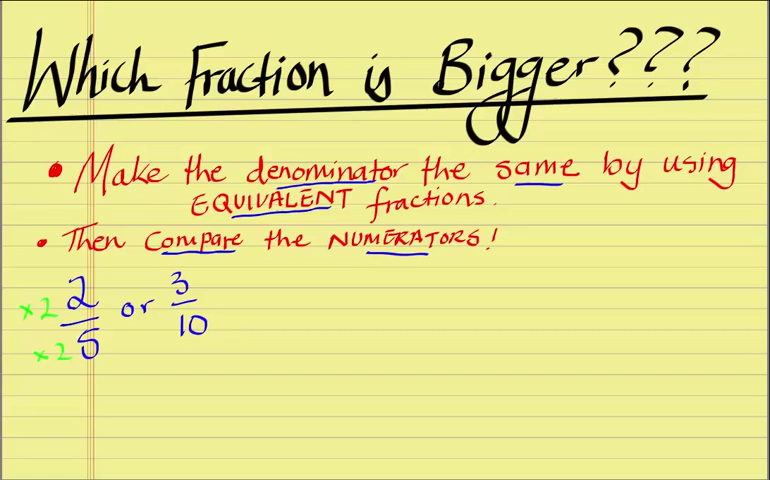 Which Fraction is Bigger???
• Make the denominator the same by using
EQUIVALENT fractions.
• Then Compare the NUMERATORS!
×2 2/5 ×2 or 3/10